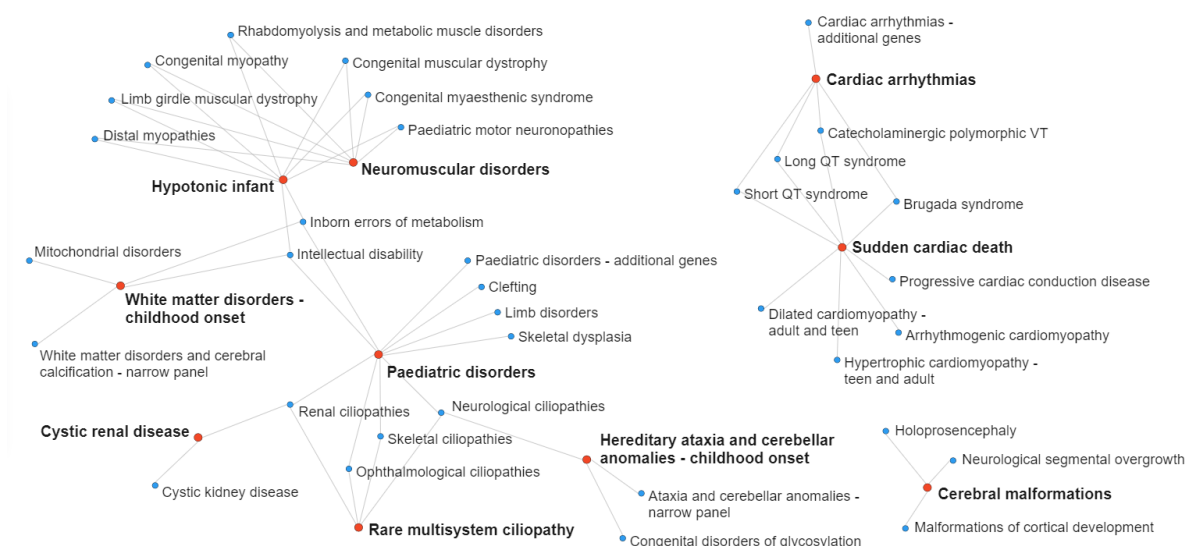 Rhabdomyolysis and metabolic muscle disorders
Congenital myopathy
Congenital muscular dystrophy
Limb girdle muscular dystrophy
Congenital myaesthenic syndrome
Distal myopathies
Paediatric motor neuronopathies
Neuromuscular disorders
Hypotonic infant
Inborn errors of metabolism
Mitochondrial disorders
Intellectual disability
White matter disorders -
childhood onset
White matter disorders and cerebral
calcification - narrow panel
Paediatric disorders - additional genes
Clefting
Limb disorders
Skeletal dysplasia
Paediatric disorders
Renal ciliopathies
Neurological ciliopathies
Cystic renal disease
Skeletal ciliopathies
Ophthalmological ciliopathies
Cystic kidney disease
Rare multisystem ciliopathy
Hereditary ataxia and cerebellar
anomalies - childhood onset
Ataxia and cerebellar anomalies -
narrow panel
Congenital disorders of glycosylation
Cardiac arrhythmias -
additional genes
Cardiac arrhythmias
Catecholaminergic polymorphic VT
Long QT syndrome
Short QT syndrome
Brugada syndrome
Sudden cardiac death
Progressive cardiac conduction disease
Dilated cardiomyopathy -
adult and teen
Arrhythmogenic cardiomyopathy
Hypertrophic cardiomyopathy -
teen and adult
Holoprosencephaly
Neurological segmental overgrowth
Cerebral malformations
Malformations of cortical development